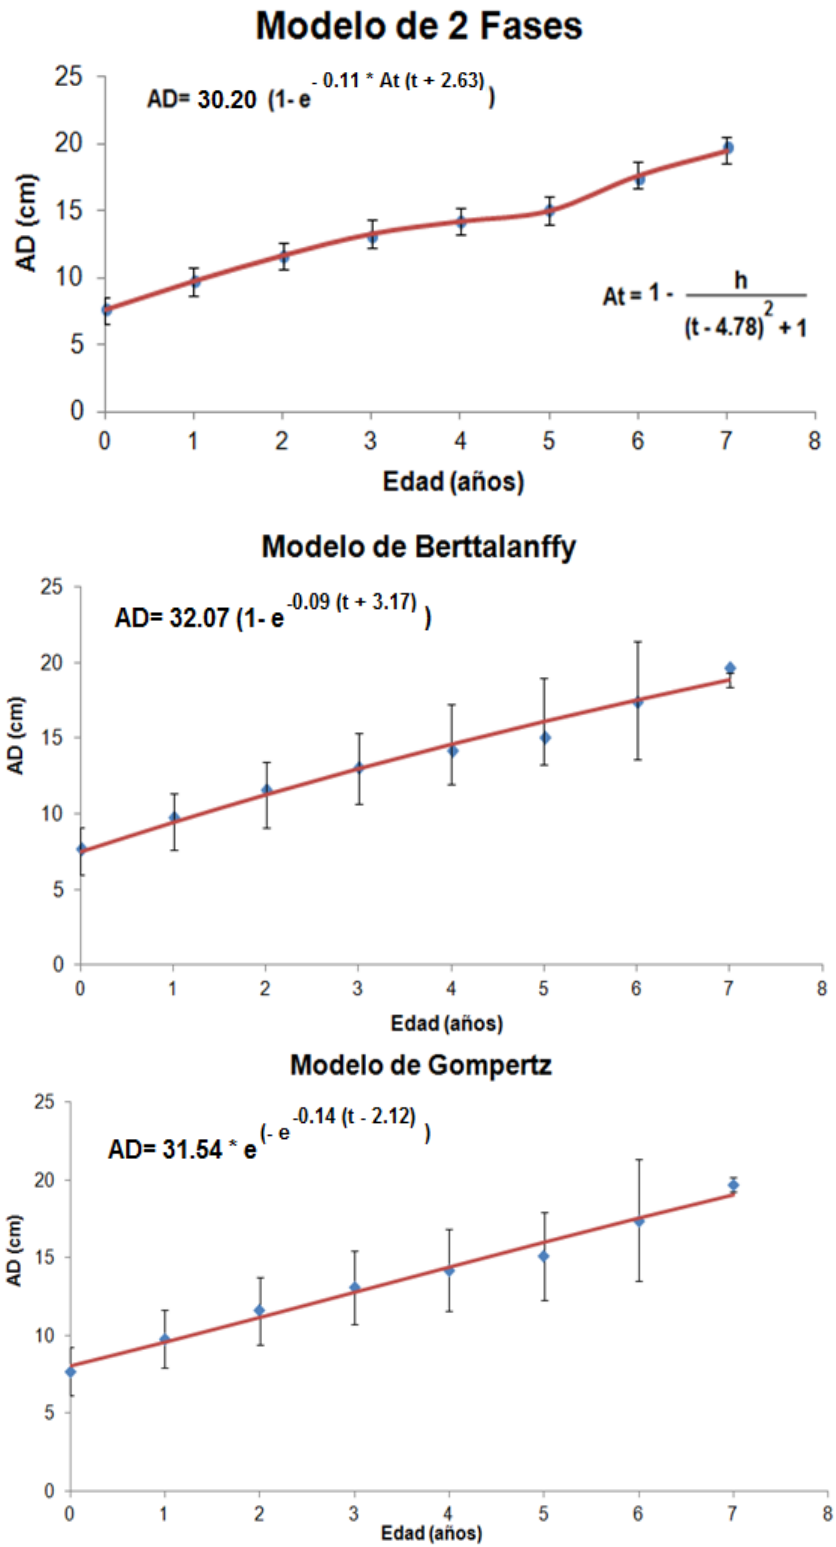 Modelo de 2 Fases
AD= 30.20 (1- e - 0.11 * At (t + 2.63) )
At = 1 - h
(t - 4.78) 2 + 1
AD (cm)
25
20
15
10
5
0
0 1 2 3 4 5 6 7 8
Edad (años)
Modelo de Berttalanffy
AD= 32.07 (1- e -0.09 (t + 3.17) )
AD (cm)
25
20
15
10
5
0
0 1 2 3 4 5 6 7 8
Edad (años)
Modelo de Gompertz
AD= 31.54 * e (- e -0.14 (t - 2.12) )
AD (cm)
25
20
15
10
5
0
0 1 2 3 4 5 6 7 8
Edad (años)